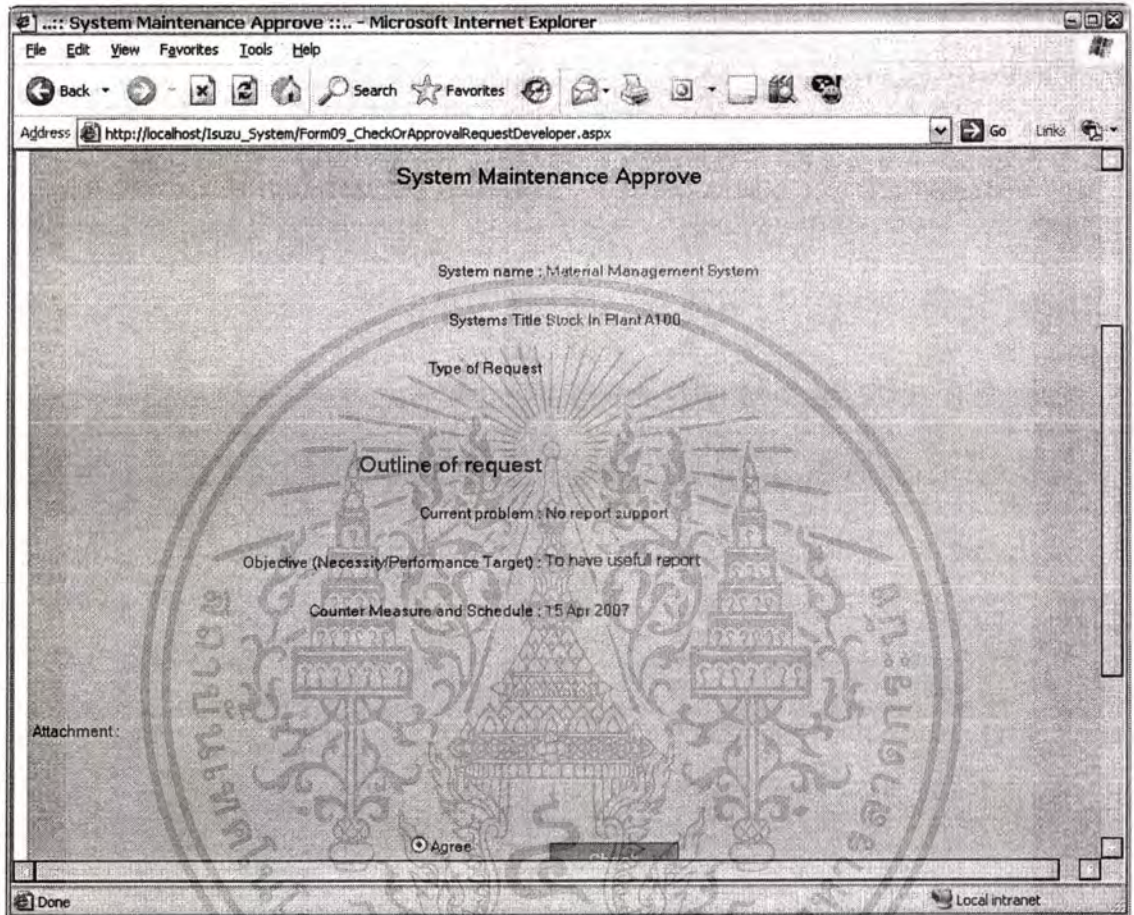 ..:: System Maintenance Approve ::.. - Microsoft Internet Explorer
File Edit View Favorites Tools Help
Back Search Favorites
Address http://localhost/Isuzu_System/Form09_CheckOrApprovalRequestDeveloper.aspx Go Links
System Maintenance Approve
System name : Material Management System
Systems Title Stock In Plant A100
Type of Request
Outline of request
Current problem : No report support
Objective (Necessity/Performance Target) : To have usefull report
Counter Measure and Schedule : 15 Apr 2007
Attachment :
Agree
Done Local intranet